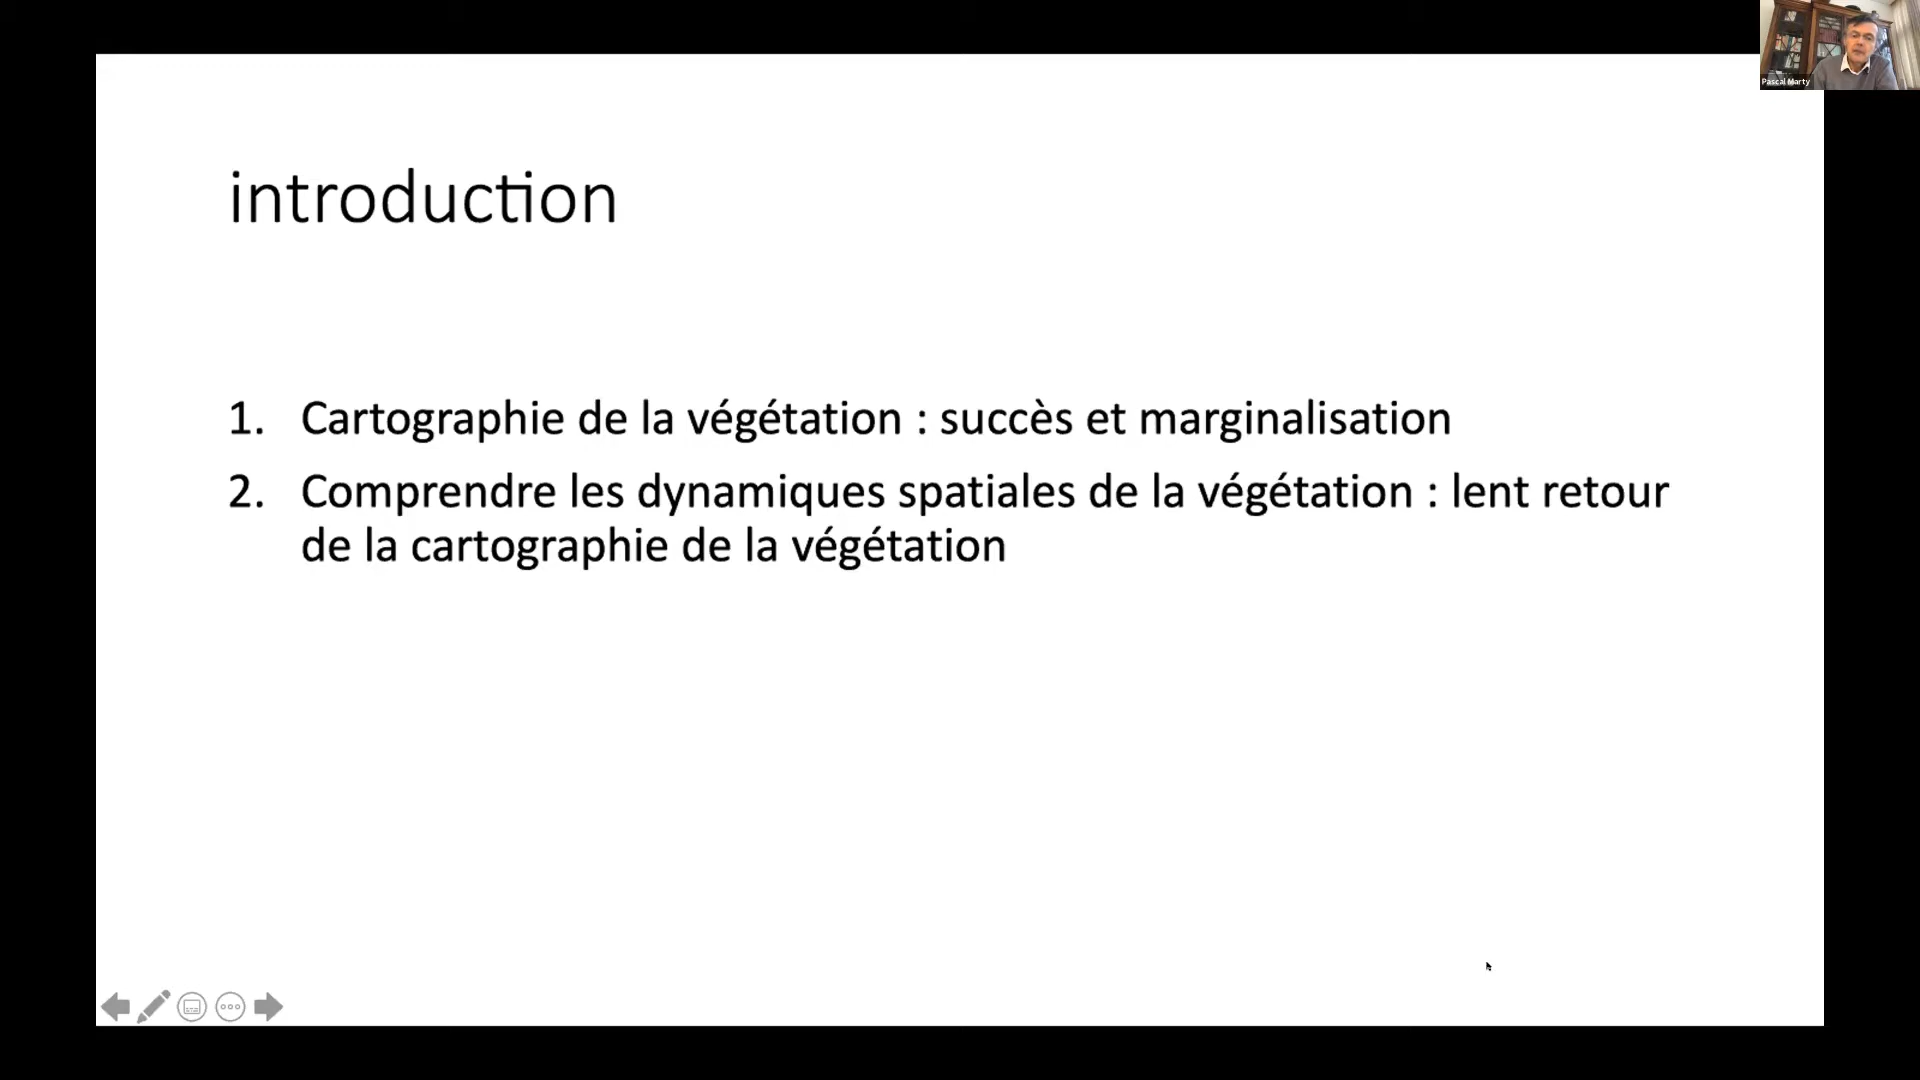 Pascal Marty
introduction
1. Cartographie de la végétation : succès et marginalisation
2. Comprendre les dynamiques spatiales de la végétation : lent retour
de la cartographie de la végétation